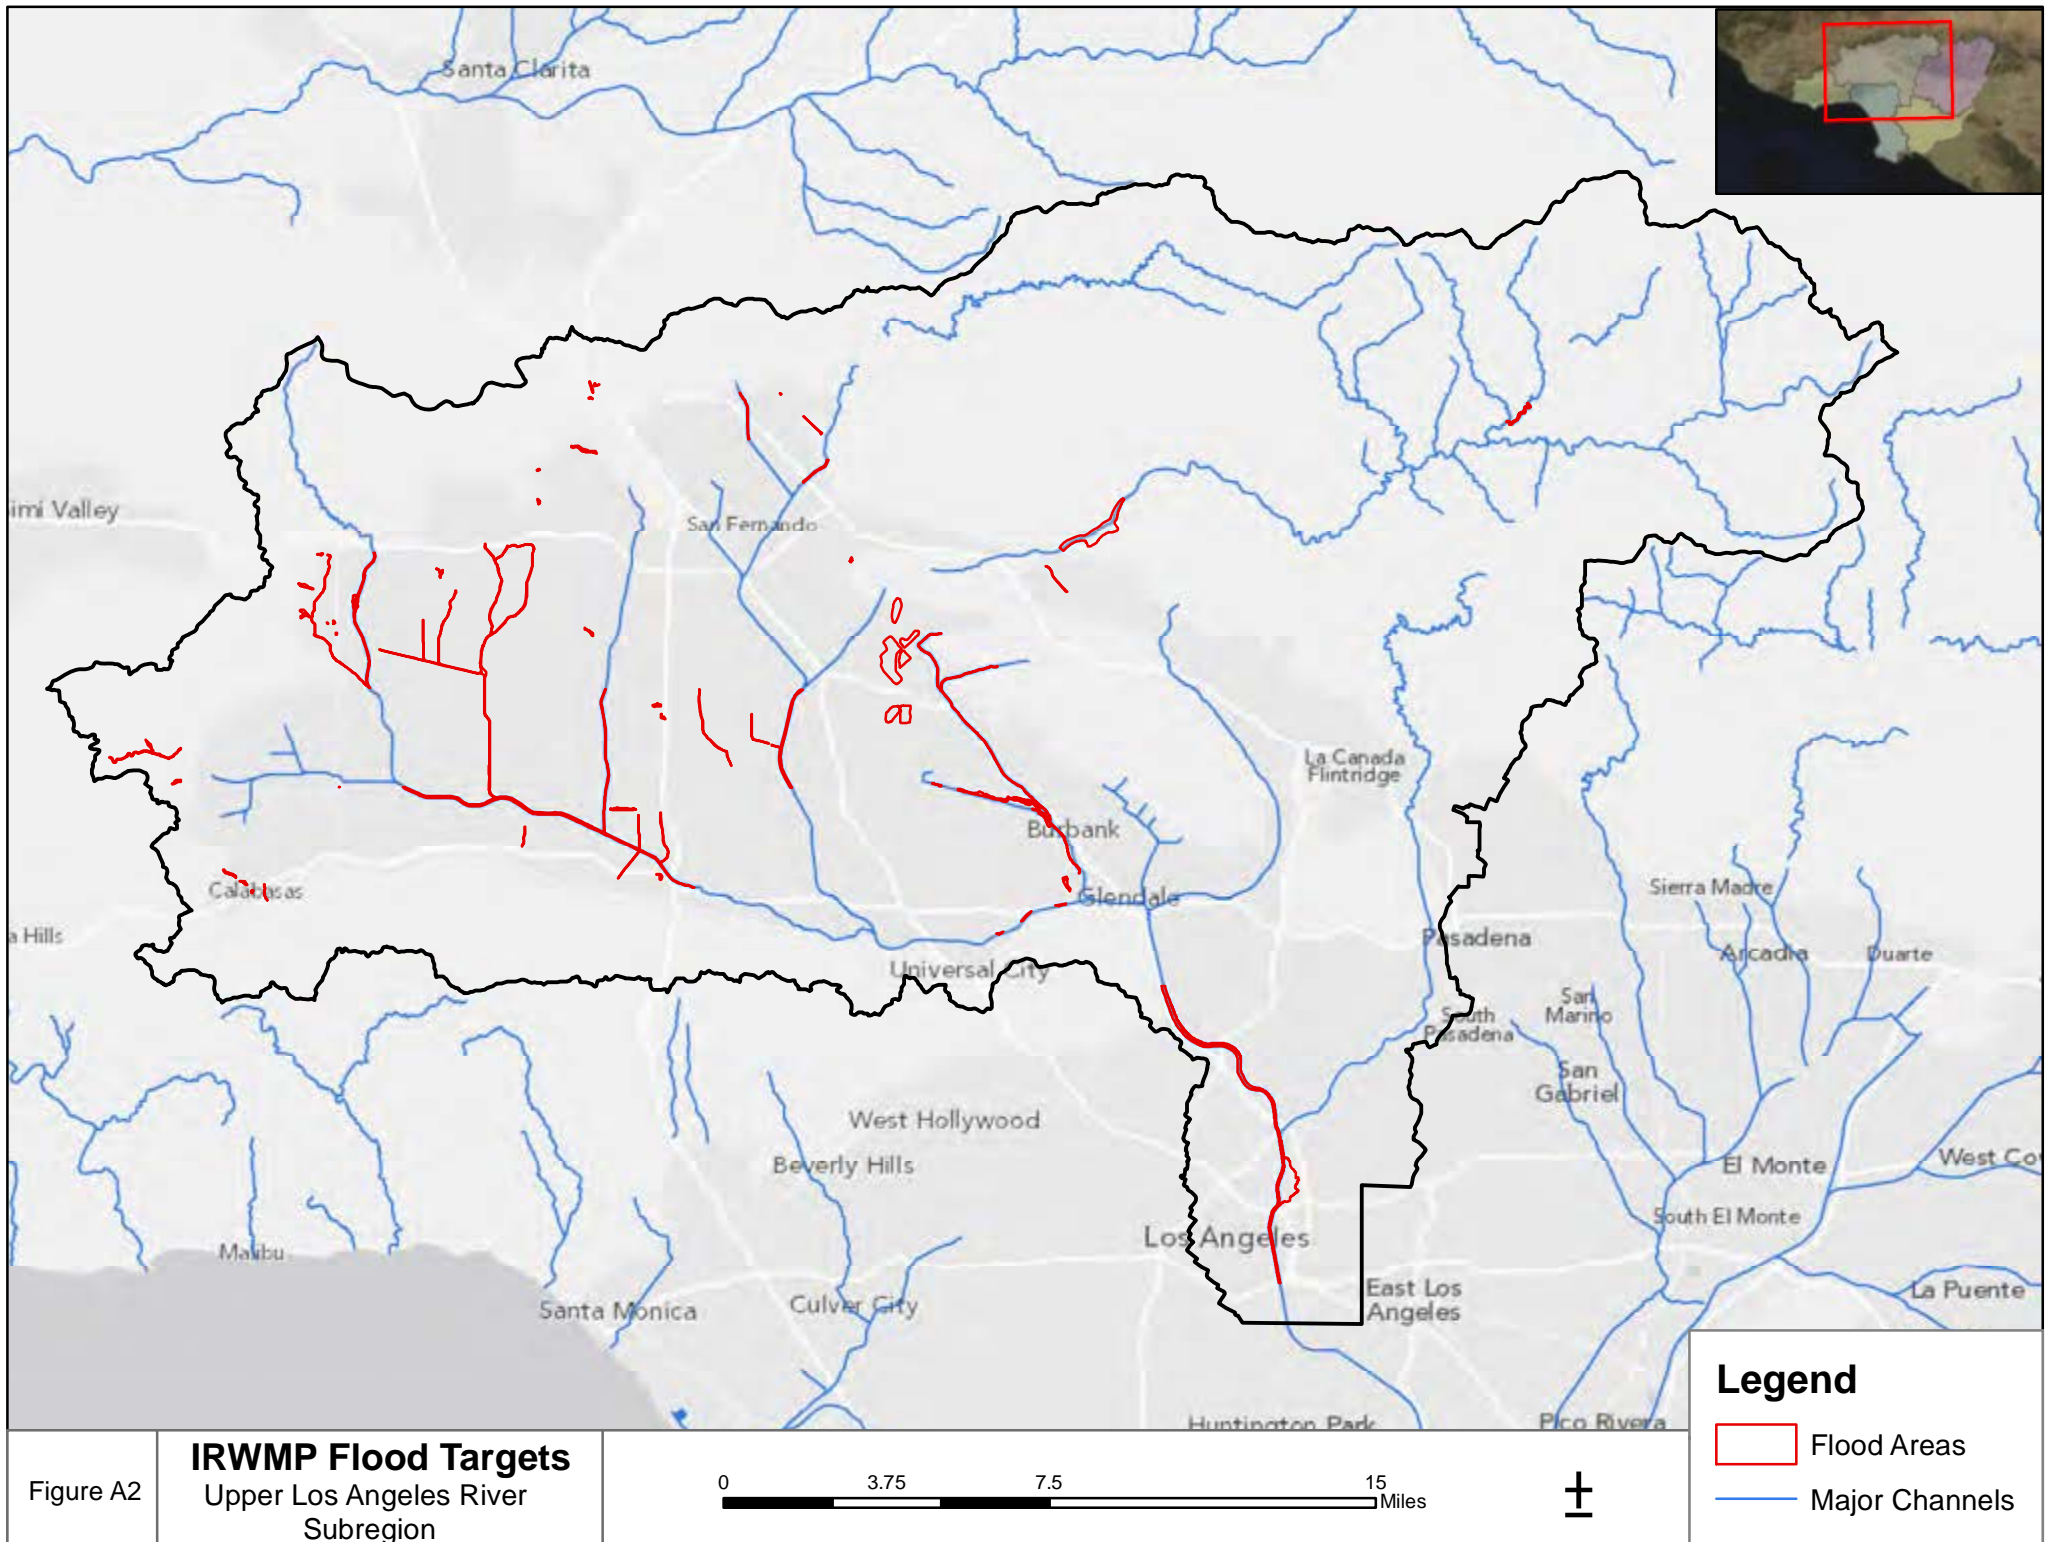 Santa Clarita
imi Valley
San Fernando
La Canada
Flintridge
Burbank
Calabasas
Glendale
Sierra Madre
a Hills
Pasadena
Arcadia
Duarte
Universal City
San
Marino
South
Pasadena
San
Gabriel
West Hollywood
Beverly Hills
El Monte
West Co
South El Monte
Los Angeles
Malibu
East Los
Angeles
La Puente
Santa Monica
Culver City
Huntington Park
Pico Rivera
Legend
Flood Areas
Major Channels
Figure A2
IRWMP Flood Targets
Upper Los Angeles River
Subregion
0 3.75 7.5 15
Miles